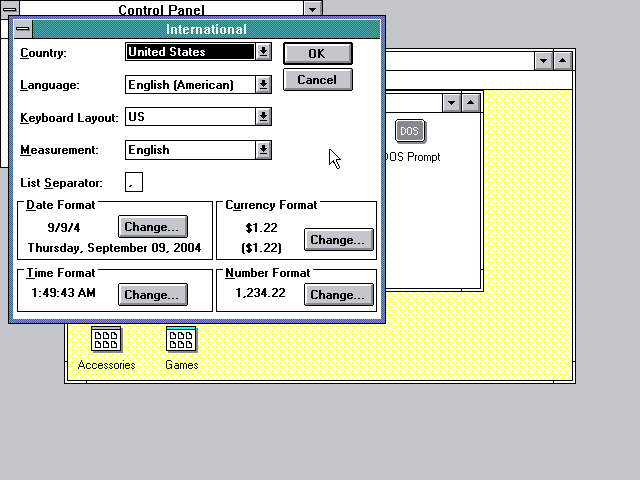 Control Panel
International
Country:
United States
OK
Language:
English (American)
Cancel
Keyboard Layout:
US
Measurement:
English
List Separator:
,
Date Format
9/9/4
Change...
Thursday, September 09, 2004
Currency Format
$1.22
($1.22)
Change...
Time Format
1:49:43 AM
Change...
Number Format
1,234.22
Change...
DOS
DOS Prompt
Accessories
Games